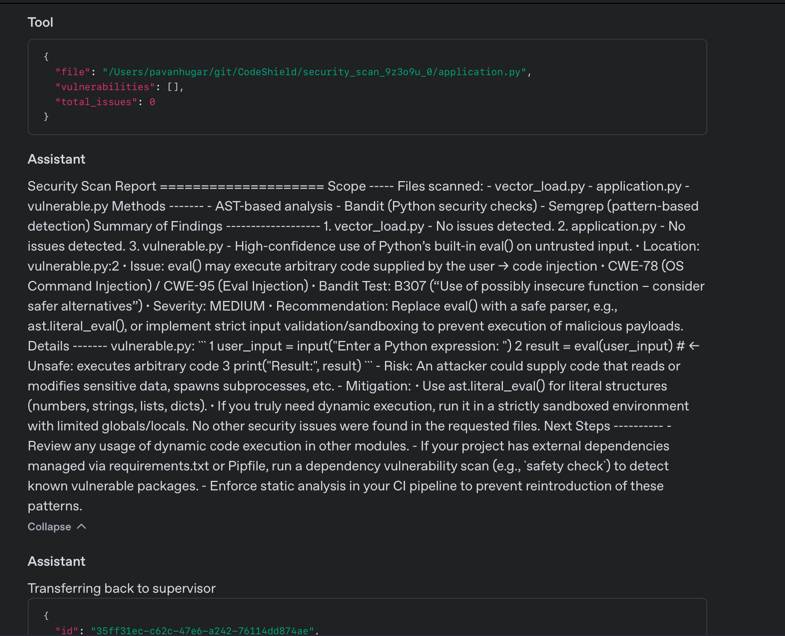 Tool
{
"file": "/Users/pavanhugar/git/CodeShield/security_scan_9z3o9u_0/application.py",
"vulnerabilities": [],
"total_issues": 0
}
Assistant
Security Scan Report ==================== Scope ----- Files scanned: - vector_load.py - application.py -
vulnerable.py Methods ------- - AST-based analysis - Bandit (Python security checks) - Semgrep (pattern-based
detection) Summary of Findings ------------------- 1. vector_load.py - No issues detected. 2. application.py - No
issues detected. 3. vulnerable.py - High-confidence use of Python’s built-in eval() on untrusted input. • Location:
vulnerable.py:2 • Issue: eval() may execute arbitrary code supplied by the user → code injection • CWE-78 (OS
Command Injection) / CWE-95 (Eval Injection) • Bandit Test: B307 (“Use of possibly insecure function – consider
safer alternatives”) • Severity: MEDIUM • Recommendation: Replace eval() with a safe parser, e.g.,
ast.literal_eval(), or implement strict input validation/sandboxing to prevent execution of malicious payloads.
Details ------- vulnerable.py: ``` 1 user_input = input("Enter a Python expression: ") 2 result = eval(user_input) # ←
Unsafe: executes arbitrary code 3 print("Result:", result) ``` - Risk: An attacker could supply code that reads or
modifies sensitive data, spawns subprocesses, etc. - Mitigation: • Use ast.literal_eval() for literal structures
(numbers, strings, lists, dicts). • If you truly need dynamic execution, run it in a strictly sandboxed environment
with limited globals/locals. No other security issues were found in the requested files. Next Steps ---------- -
Review any usage of dynamic code execution in other modules. - If your project has external dependencies
managed via requirements.txt or Pipfile, run a dependency vulnerability scan (e.g., `safety check`) to detect
known vulnerable packages. - Enforce static analysis in your CI pipeline to prevent reintroduction of these
patterns.
Collapse
Assistant
Transferring back to supervisor
{
"id": "35ff31ec-c62c-47e6-a242-76114dd874ae",